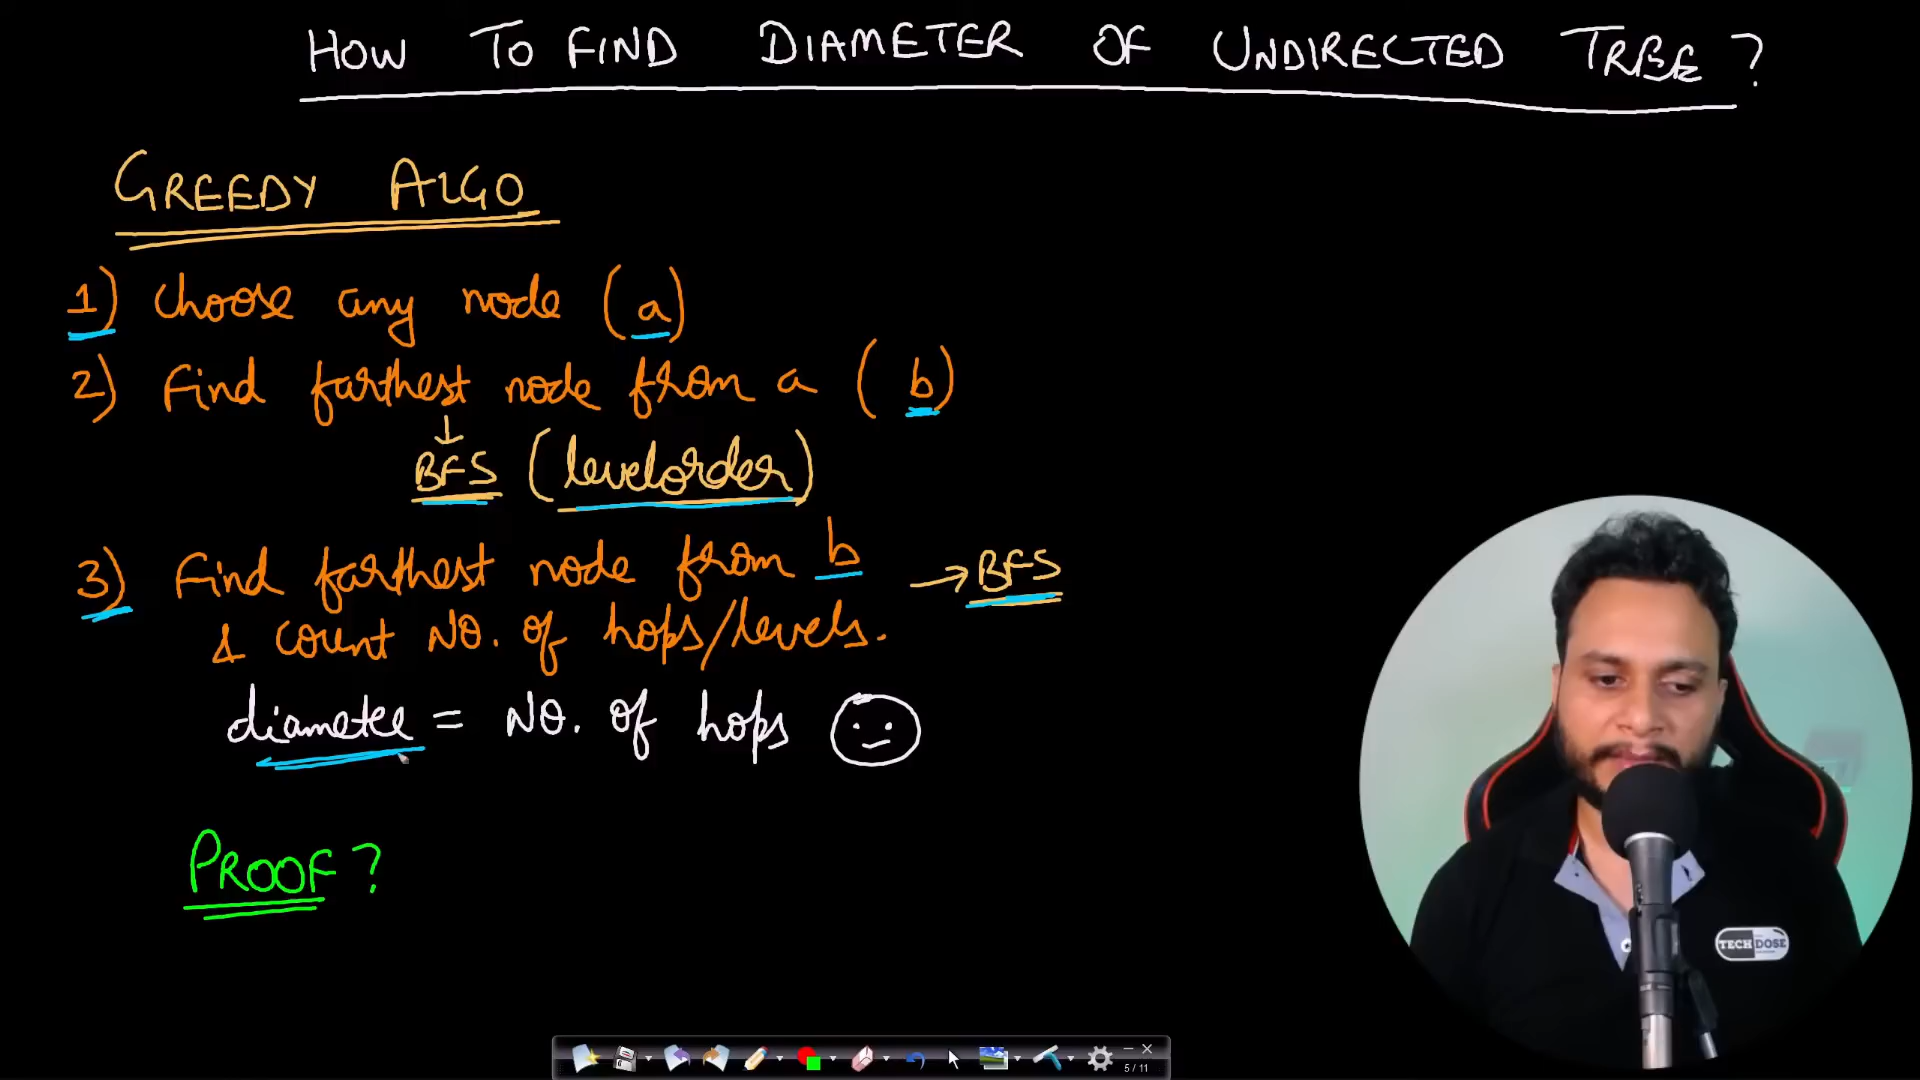 HOW TO FIND DIAMETER OF UNDIRECTED TREE ?
GREEDY ALGO
1) Choose any node (a)
2) Find farthest node from a (b)
↓
BFS (levelorder)
3) Find farthest node from b → BFS
& count NO. of hops/levels.
diameter = NO. of hops
PROOF ?
TECH DOSE
5 / 11